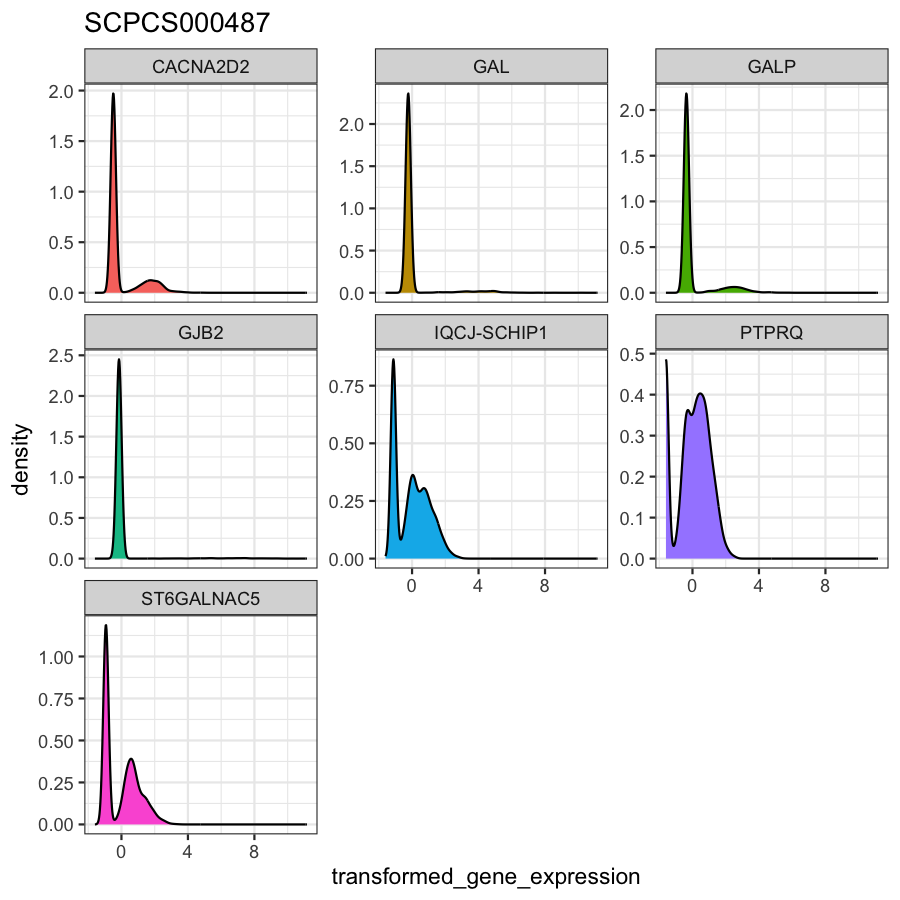 SCPCS000487
CACNA2D2 GAL GALP
2.0 1.5 1.0 0.5 0.0
2.0 1.5 1.0 0.5 0.0
2.0 1.5 1.0 0.5 0.0
GJB2 IQCJ-SCHIP1 PTPRQ
2.5 2.0 1.5 1.0 0.5 0.0
0.75 0.50 0.25 0.00
0.5 0.4 0.3 0.2 0.1 0.0
0 4 8
0 4 8
density
ST6GALNAC5
1.00 0.75 0.50 0.25 0.00
0 4 8
transformed_gene_expression